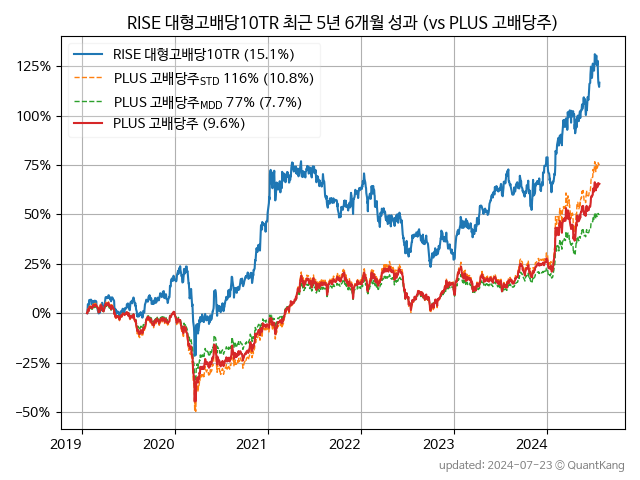 RISE 대형고배당10TR 최근 5년 6개월 성과 (vs PLUS 고배당주)
RISE 대형고배당10TR (15.1%)
PLUS 고배당주STD 116% (10.8%)
PLUS 고배당주MDD 77% (7.7%)
PLUS 고배당주 (9.6%)
125%
100%
75%
50%
25%
0%
−25%
−50%
2019 2020 2021 2022 2023 2024
updated: 2024-07-23 © QuantKang